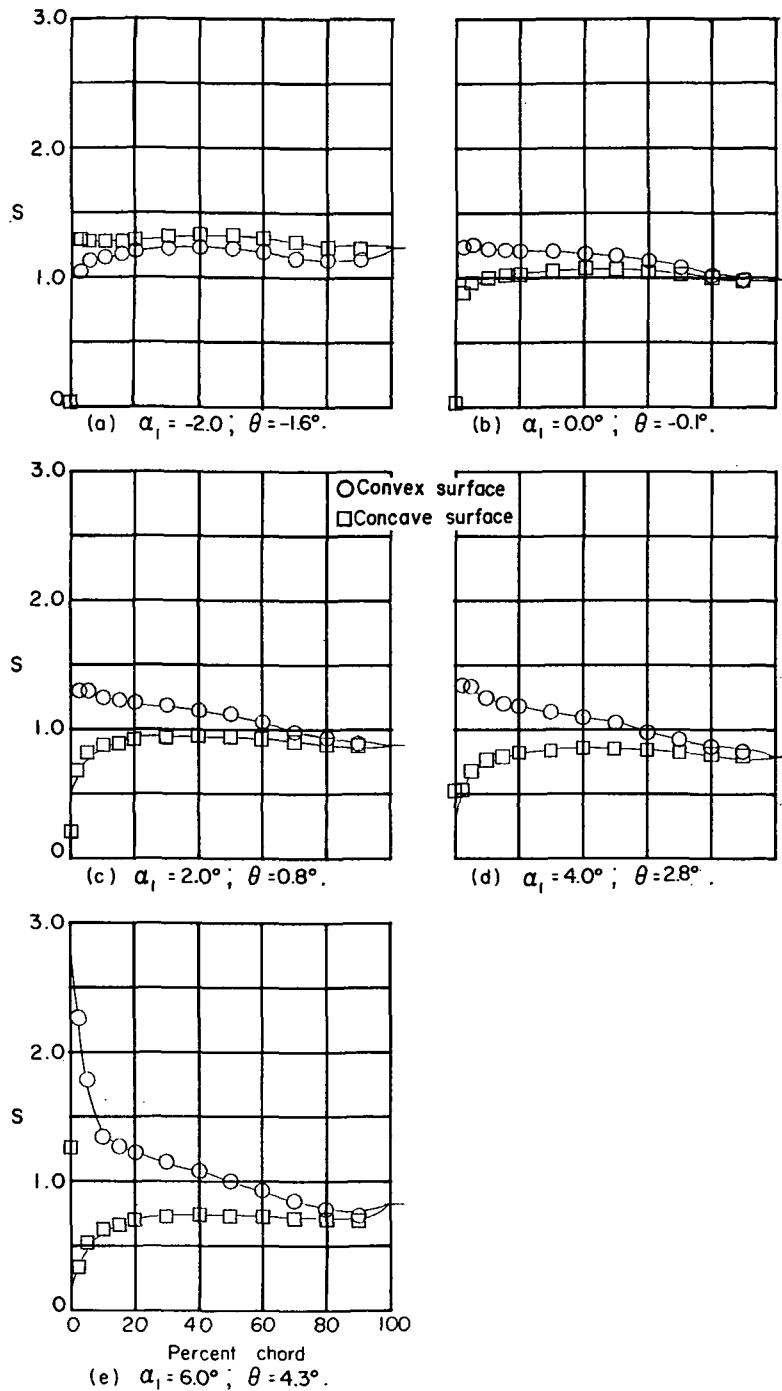 3.0
2.0
S
1.0
0
(a) α₁ = -2.0 ; θ = -1.6°.
(b) α₁ = 0.0° ; θ = -0.1°.
3.0
Convex surface
Concave surface
2.0
S
1.0
0
(c) α₁ = 2.0° ; θ = 0.8°.
(d) α₁ = 4.0° ; θ = 2.8°.
3.0
2.0
S
1.0
0
0 20 40 60 80 100
Percent chord
(e) α₁ = 6.0° ; θ = 4.3°.